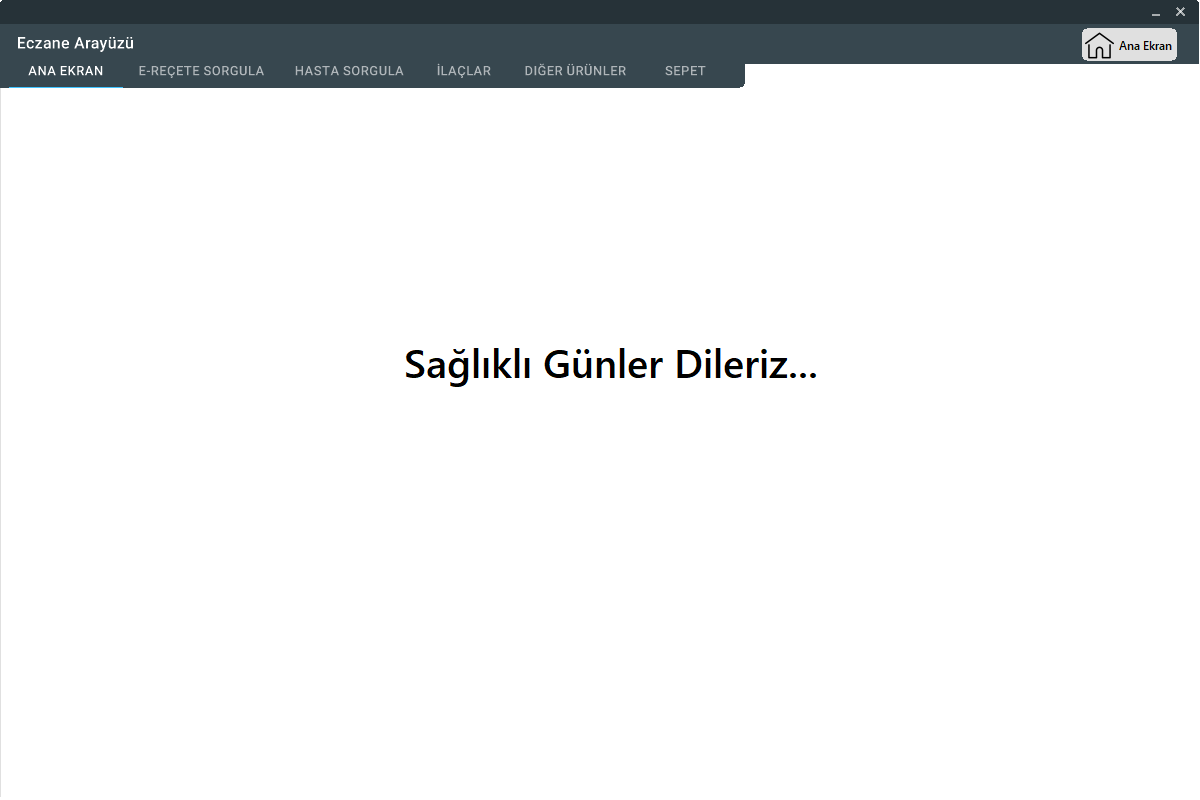 Eczane Arayüzü
Ana Ekran
ANA EKRAN E-REÇETE SORGULA HASTA SORGULA İLAÇLAR DIĞER ÜRÜNLER SEPET
Sağlıklı Günler Dileriz...